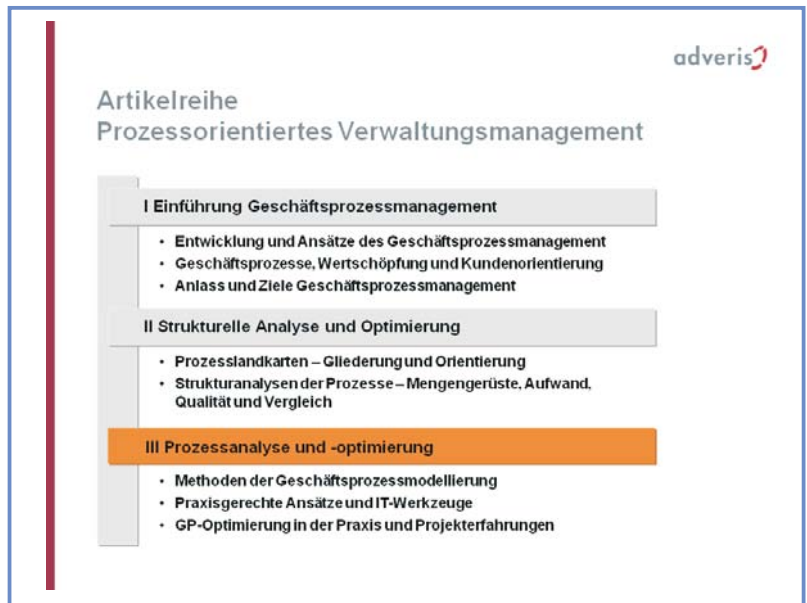 adveris
Artikelreihe
Prozessorientiertes Verwaltungsmanagement
I Einführung Geschäftsprozessmanagement
• Entwicklung und Ansätze des Geschäftsprozessmanagement
• Geschäftsprozesse, Wertschöpfung und Kundenorientierung
• Anlass und Ziele Geschäftsprozessmanagement
II Strukturelle Analyse und Optimierung
• Prozesslandkarten – Gliederung und Orientierung
• Strukturanalysen der Prozesse – Mengengerüste, Aufwand,
Qualität und Vergleich
III Prozessanalyse und -optimierung
• Methoden der Geschäftsprozessmodellierung
• Praxisgerechte Ansätze und IT-Werkzeuge
• GP-Optimierung in der Praxis und Projekterfahrungen